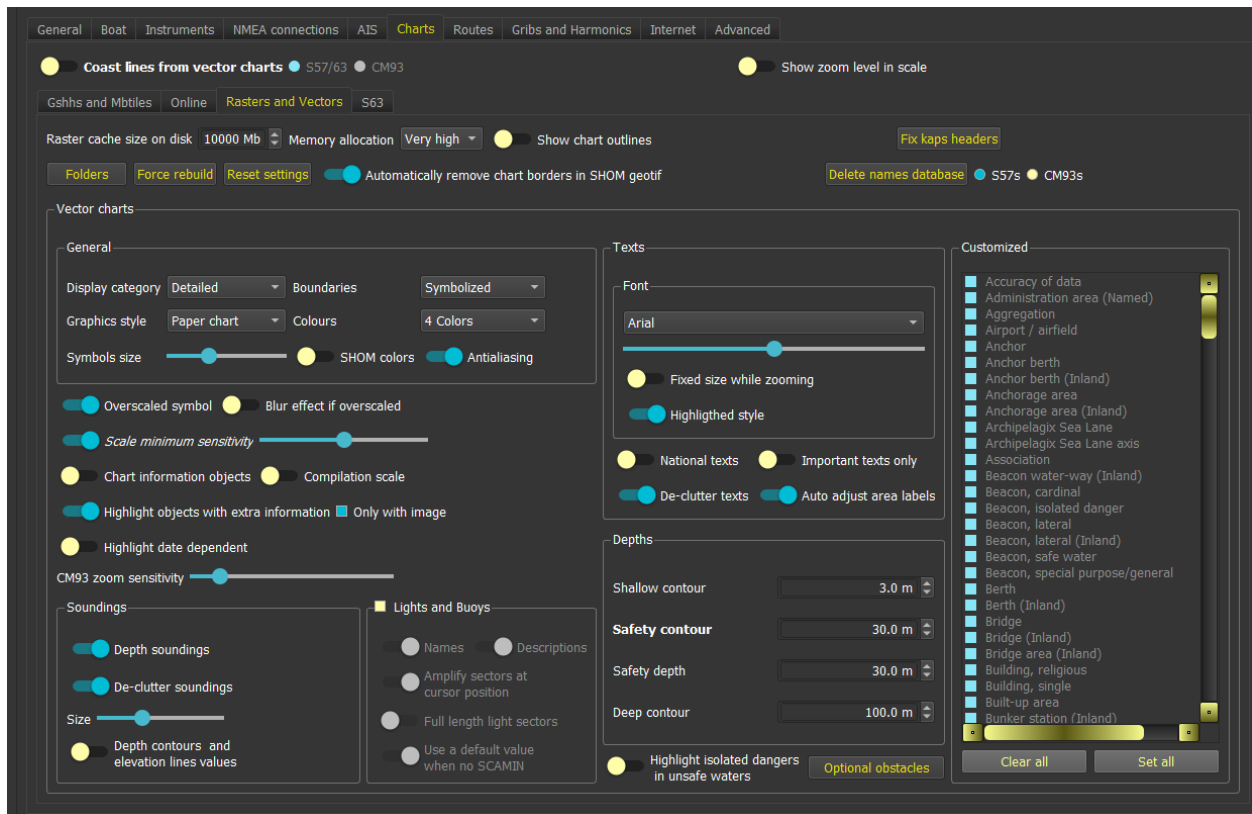 General Boat Instruments NMEA connections AIS Charts Routes Gribs and Harmonics Internet Advanced
Coast lines from vector charts S57/63 CM93 Show zoom level in scale
Gshhs and Mbtiles Online Rasters and Vectors S63
Raster cache size on disk 10000 Mb Memory allocation Very high Show chart outlines Fix kaps headers
Folders Force rebuild Reset settings Automatically remove chart borders in SHOM geotif Delete names database S57s CM93s
Vector charts
General
Display category Detailed Boundaries Symbolized
Graphics style Paper chart Colours 4 Colors
Symbols size SHOM colors Antialiasing
Overscaled symbol Blur effect if overscaled
Scale minimum sensitivity
Chart information objects Compilation scale
Highlight objects with extra information Only with image
Highlight date dependent
CM93 zoom sensitivity
Soundings
Depth soundings
De-clutter soundings
Size
Depth contours and
elevation lines values
Lights and Buoys
Names Descriptions
Amplify sectors at
cursor position
Full length light sectors
Use a default value
when no SCAMIN
Texts
Font
Arial
Fixed size while zooming
Highligthed style
National texts Important texts only
De-clutter texts Auto adjust area labels
Depths
Shallow contour 3.0 m
Safety contour 30.0 m
Safety depth 30.0 m
Deep contour 100.0 m
Highlight isolated dangers
in unsafe waters
Optional obstacles
Customized
Accuracy of data
Administration area (Named)
Aggregation
Airport / airfield
Anchor
Anchor berth
Anchor berth (Inland)
Anchorage area
Anchorage area (Inland)
Archipelagix Sea Lane
Archipelagix Sea Lane axis
Association
Beacon water-way (Inland)
Beacon, cardinal
Beacon, isolated danger
Beacon, lateral
Beacon, lateral (Inland)
Beacon, safe water
Beacon, special purpose/general
Berth
Berth (Inland)
Bridge
Bridge (Inland)
Bridge area (Inland)
Building, religious
Building, single
Built-up area
Bunker station (Inland)
Clear all Set all